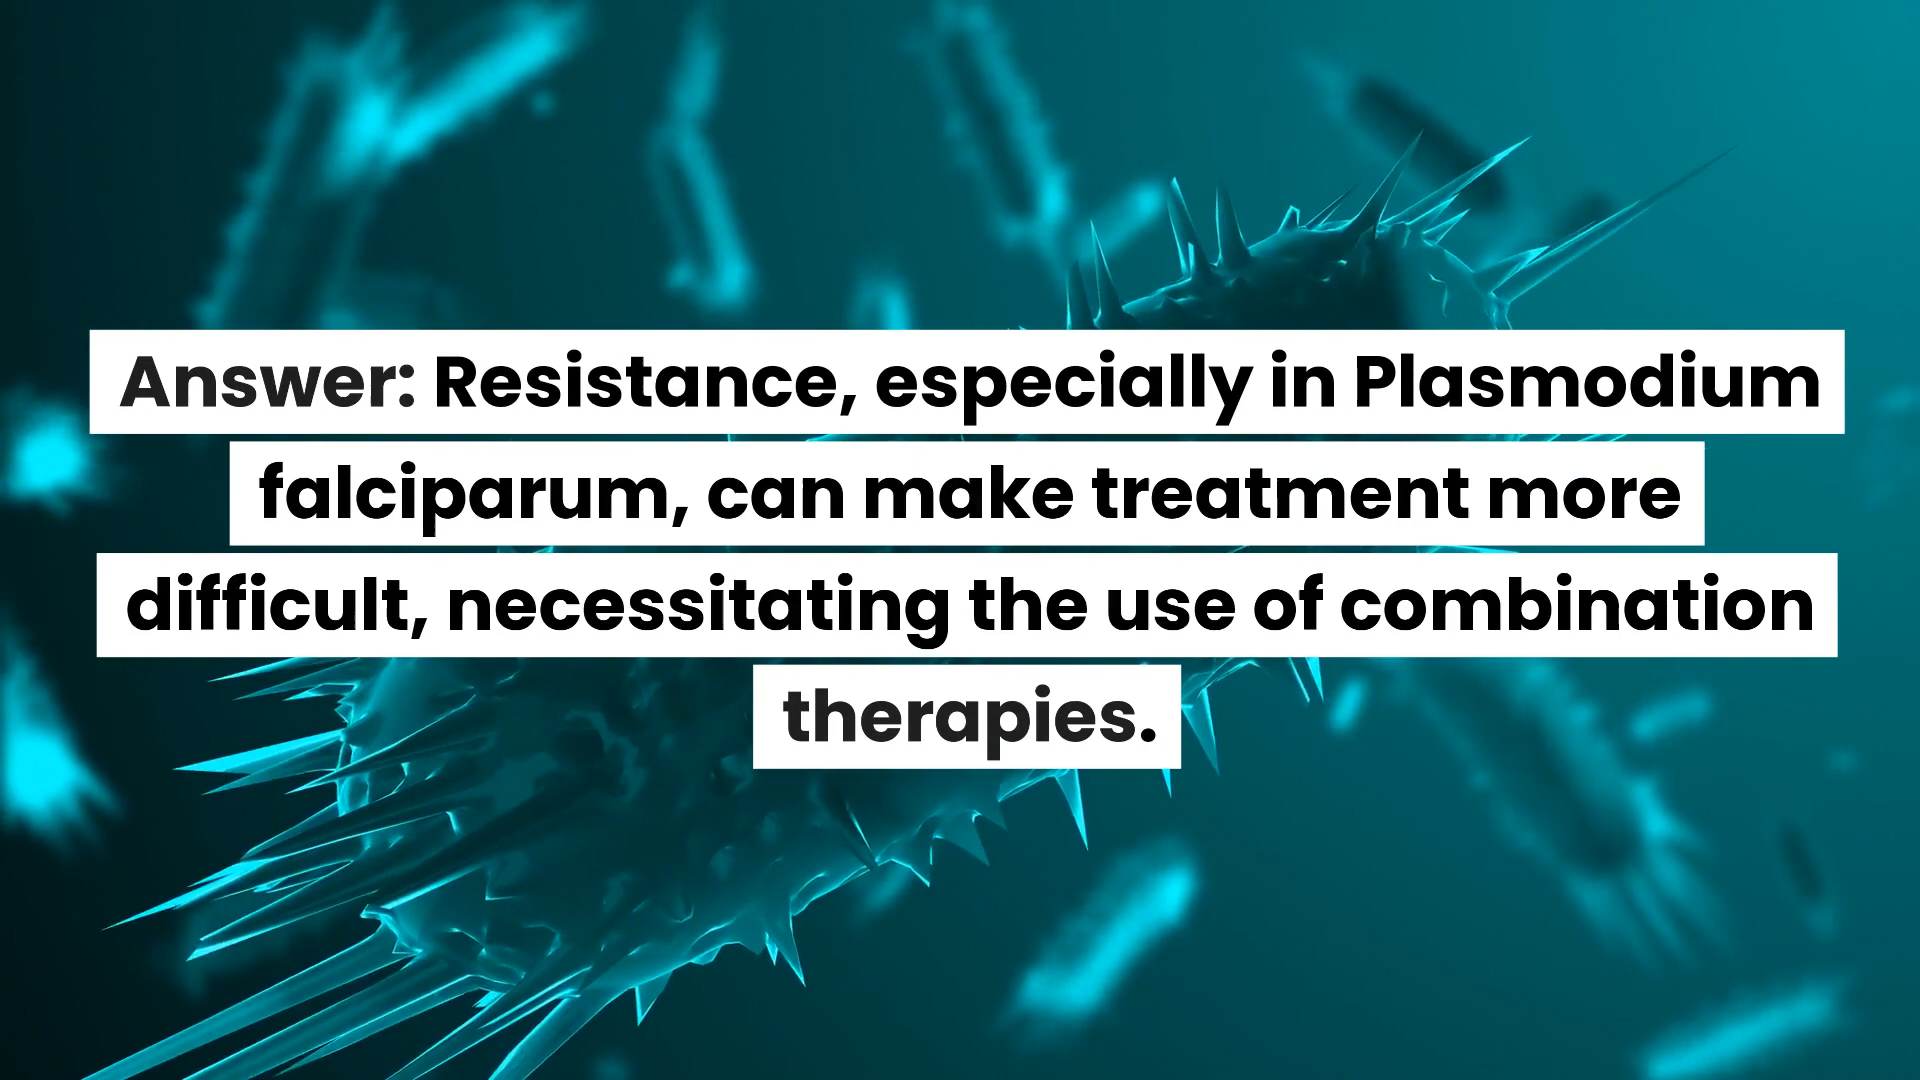 Answer: Resistance, especially in Plasmodium
falciparum, can make treatment more
difficult, necessitating the use of combination
therapies.